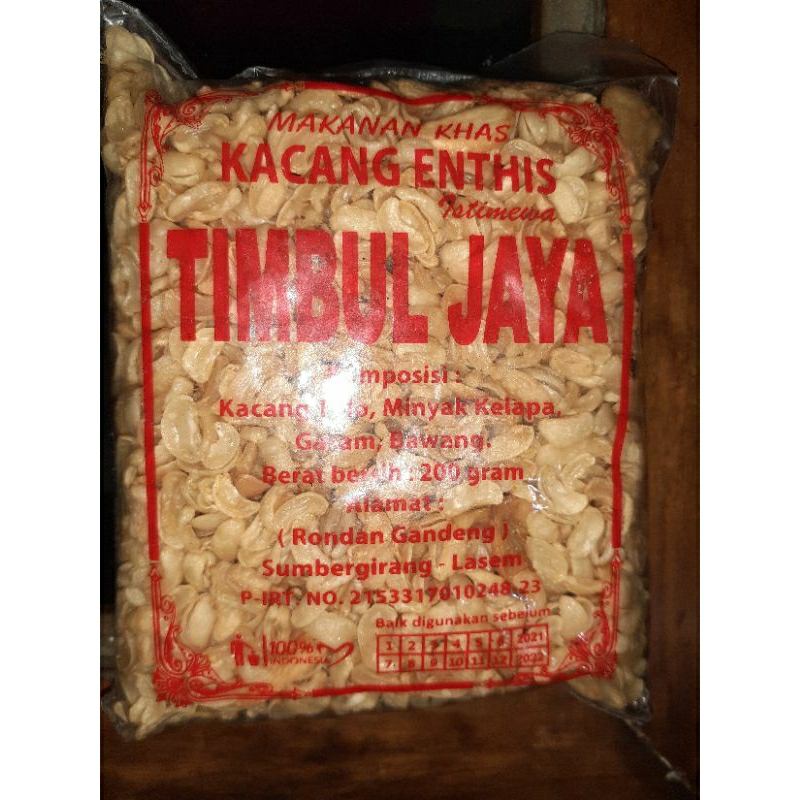 MAKANAN KHAS
KACANG ENTHIS
Istimewa
TIMBUL JAYA
Komposisi :
Kacang, Minyak Kelapa,
Garam, Bawang.
Berat bersih : 200 gram
Alamat :
( Rondan Gandeng )
Sumbergirang - Lasem
P-IRT. NO. 2153317010248-23
Baik digunakan sebelum
1 2 3 4 5 6 2021
7 8 9 10 11 12 2022
100%
INDONESIA